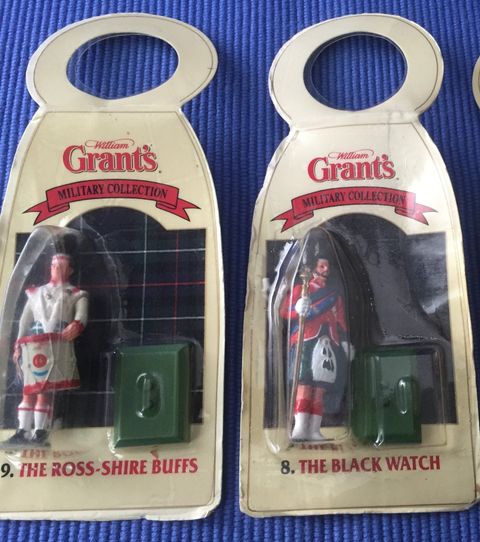 William
Grant's
MILITARY COLLECTION
9. THE ROSS-SHIRE BUFFS
William
Grant's
MILITARY COLLECTION
8. THE BLACK WATCH